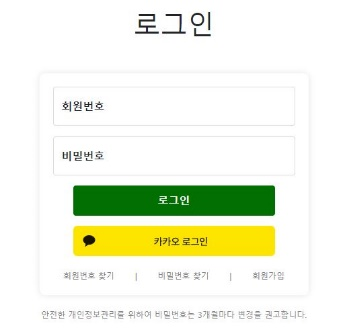 로그인
회원번호
비밀번호
로그인
카카오 로그인
회원번호 찾기 | 비밀번호 찾기 | 회원가입
안전한 개인정보관리를 위하여 비밀번호는 3개월마다 변경을 권고합니다.